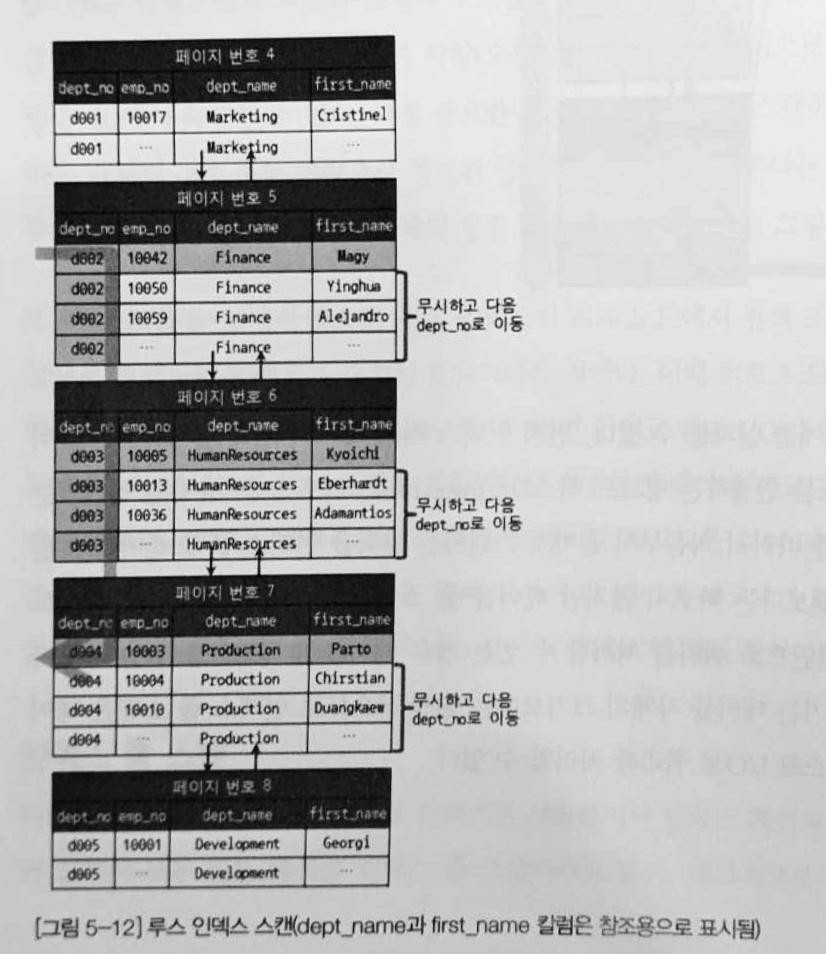 페이지 번호 4
dept_no emp_no dept_name first_name
d001 10017 Marketing Cristinel
d001 ... Marketing ...
페이지 번호 5
dept_no emp_no dept_name first_name
d002 10042 Finance Magy
d002 10050 Finance Yinghua
d002 10059 Finance Alejandro
d002 ... Finance ...
무시하고 다음
dept_no로 이동
페이지 번호 6
dept_no emp_no dept_name first_name
d003 10005 HumanResources Kyoichi
d003 10013 HumanResources Eberhardt
d003 10036 HumanResources Adamantios
d003 ... HumanResources ...
무시하고 다음
dept_no로 이동
페이지 번호 7
dept_no emp_no dept_name first_name
d004 10003 Production Parto
d004 10004 Production Chirstian
d004 10010 Production Duangkaew
d004 ... Production ...
무시하고 다음
dept_no로 이동
페이지 번호 8
dept_no emp_no dept_name first_name
d005 10001 Development Georgi
d005 ... Development ...
[그림 5-12] 루스 인덱스 스캔(dept_name과 first_name 칼럼은 참조용으로 표시됨)